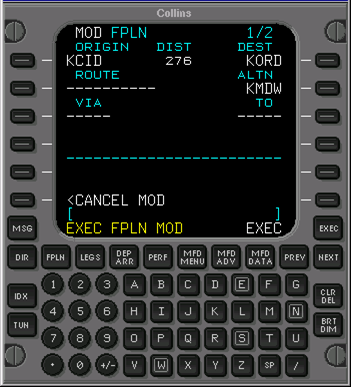 Collins
MOD FPLN 1/2
ORIGIN DIST DEST
KCID 276 KORD
ROUTE ALTN
---------- KMDW
VIA TO
----- -----
------------------------
<CANCEL MOD
[ ]
EXEC FPLN MOD EXEC
MSG EXEC
DIR FPLN LEGS DEP ARR PERF MFD MENU MFD ADV MFD DATA PREV NEXT
IDX 1 2 3 A B C D E F G CLR DEL
TUN 4 5 6 H I J K L M N BRT DIM
7 8 9 O P Q R S T U
. 0 +/- V W X Y Z SP /